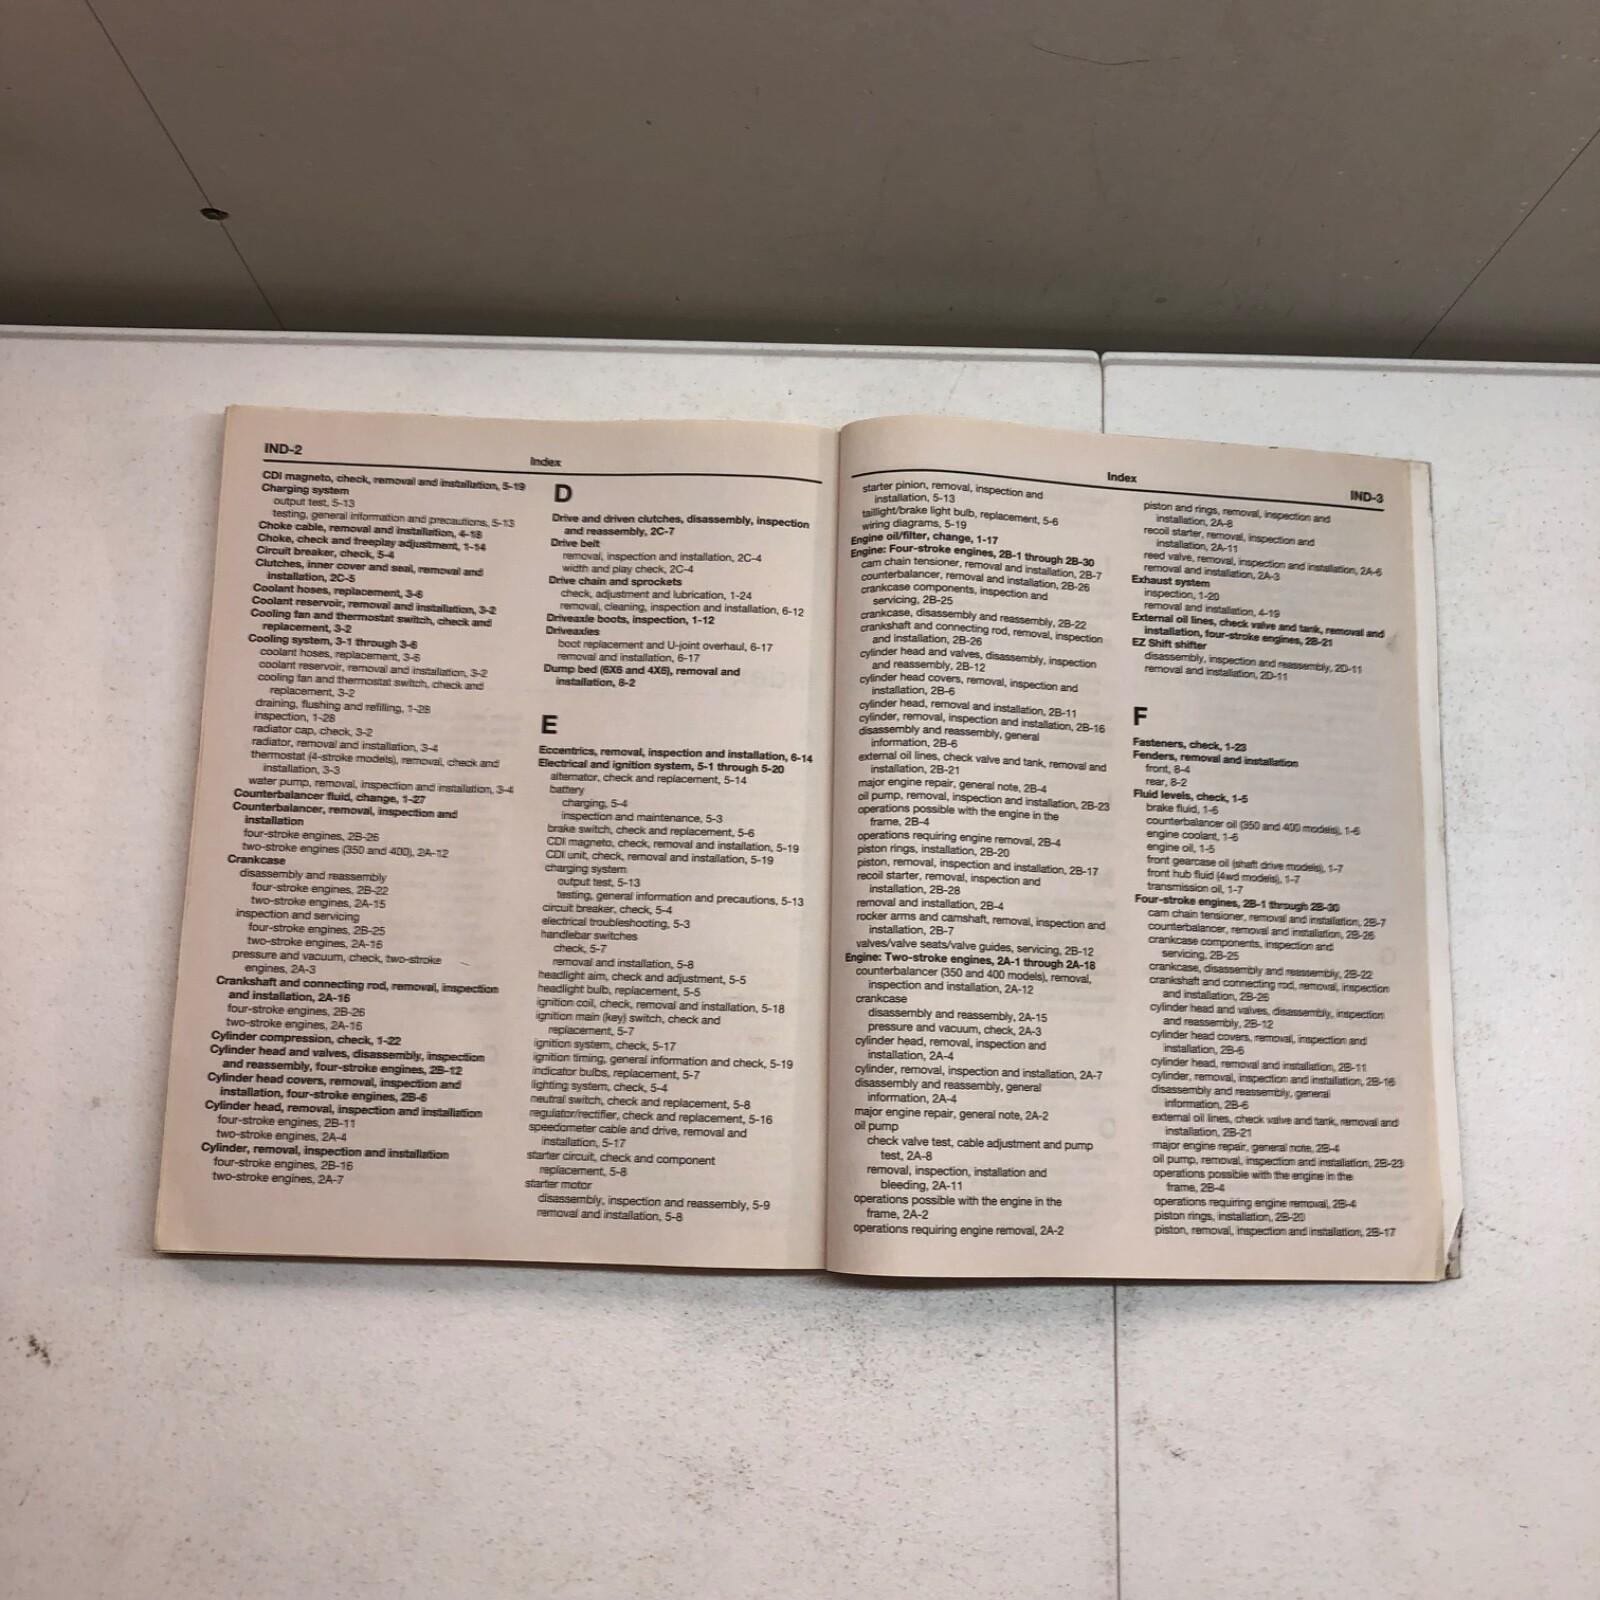 IND-2
Index
CDI magneto, check, removal and installation, 5-19
Charging system
output test, 5-13
testing, general information and precautions, 5-13
Choke cable, removal and installation, 4-18
Choke, check and freeplay adjustment, 1-14
Circuit breaker, check, 5-4
Clutches, inner cover and seal, removal and
installation, 2C-5
Coolant hoses, replacement, 3-6
Coolant reservoir, removal and installation, 3-2
Cooling fan and thermostat switch, check and
replacement, 3-2
Cooling system, 3-1 through 3-6
coolant hoses, replacement, 3-6
coolant reservoir, removal and installation, 3-2
cooling fan and thermostat switch, check and
replacement, 3-2
draining, flushing and refilling, 1-28
inspection, 1-28
radiator cap, check, 3-2
radiator, removal and installation, 3-4
thermostat (4-stroke models), removal, check and
installation, 3-3
water pump, removal, inspection and installation, 3-4
Counterbalancer fluid, change, 1-27
Counterbalancer, removal, inspection and
installation
four-stroke engines, 2B-26
two-stroke engines (350 and 400), 2A-12
Crankcase
disassembly and reassembly
four-stroke engines, 2B-22
two-stroke engines, 2A-15
inspection and servicing
four-stroke engines, 2B-25
two-stroke engines, 2A-16
pressure and vacuum, check, two-stroke
engines, 2A-3
Crankshaft and connecting rod, removal, inspection
and installation, 2A-16
four-stroke engines, 2B-26
two-stroke engines, 2A-16
Cylinder compression, check, 1-22
Cylinder head and valves, disassembly, inspection
and reassembly, four-stroke engines, 2B-12
Cylinder head covers, removal, inspection and
installation, four-stroke engines, 2B-6
Cylinder head, removal, inspection and installation
four-stroke engines, 2B-11
two-stroke engines, 2A-4
Cylinder, removal, inspection and installation
four-stroke engines, 2B-16
two-stroke engines, 2A-7
D
Drive and driven clutches, disassembly, inspection
and reassembly, 2C-7
Drive belt
removal, inspection and installation, 2C-4
width and play check, 2C-4
Drive chain and sprockets
check, adjustment and lubrication, 1-24
removal, cleaning, inspection and installation, 6-12
Driveaxle boots, inspection, 1-12
Driveaxles
boot replacement and U-joint overhaul, 6-17
removal and installation, 6-17
Dump bed (6X6 and 4X6), removal and
installation, 8-2
E
Eccentrics, removal, inspection and installation, 6-14
Electrical and ignition system, 5-1 through 5-20
alternator, check and replacement, 5-14
battery
charging, 5-4
inspection and maintenance, 5-3
brake switch, check and replacement, 5-6
CDI magneto, check, removal and installation, 5-19
CDI unit, check, removal and installation, 5-19
charging system
output test, 5-13
testing, general information and precautions, 5-13
circuit breaker, check, 5-4
electrical troubleshooting, 5-3
handlebar switches
check, 5-7
removal and installation, 5-8
headlight aim, check and adjustment, 5-5
headlight bulb, replacement, 5-5
ignition coil, check, removal and installation, 5-18
ignition main (key) switch, check and
replacement, 5-7
ignition system, check, 5-17
ignition timing, general information and check, 5-19
indicator bulbs, replacement, 5-7
lighting system, check, 5-4
neutral switch, check and replacement, 5-8
regulator/rectifier, check and replacement, 5-16
speedometer cable and drive, removal and
installation, 5-17
starter circuit, check and component
replacement, 5-8
starter motor
disassembly, inspection and reassembly, 5-9
removal and installation, 5-8
Index
IND-3
starter pinion, removal, inspection and
installation, 5-13
taillight/brake light bulb, replacement, 5-6
wiring diagrams, 5-19
Engine oil/filter, change, 1-17
Engine: Four-stroke engines, 2B-1 through 2B-30
cam chain tensioner, removal and installation, 2B-7
counterbalancer, removal and installation, 2B-26
crankcase components, inspection and
servicing, 2B-25
crankcase, disassembly and reassembly, 2B-22
crankshaft and connecting rod, removal, inspection
and installation, 2B-26
cylinder head and valves, disassembly, inspection
and reassembly, 2B-12
cylinder head covers, removal, inspection and
installation, 2B-6
cylinder head, removal and installation, 2B-11
cylinder, removal, inspection and installation, 2B-16
disassembly and reassembly, general
information, 2B-6
external oil lines, check valve and tank, removal and
installation, 2B-21
major engine repair, general note, 2B-4
oil pump, removal, inspection and installation, 2B-23
operations possible with the engine in the
frame, 2B-4
operations requiring engine removal, 2B-4
piston rings, installation, 2B-20
piston, removal, inspection and installation, 2B-17
recoil starter, removal, inspection and
installation, 2B-28
removal and installation, 2B-4
rocker arms and camshaft, removal, inspection and
installation, 2B-7
valves/valve seats/valve guides, servicing, 2B-12
Engine: Two-stroke engines, 2A-1 through 2A-18
counterbalancer (350 and 400 models), removal,
inspection and installation, 2A-12
crankcase
disassembly and reassembly, 2A-15
pressure and vacuum, check, 2A-3
cylinder head, removal, inspection and
installation, 2A-4
cylinder, removal, inspection and installation, 2A-7
disassembly and reassembly, general
information, 2A-4
major engine repair, general note, 2A-2
oil pump
check valve test, cable adjustment and pump
test, 2A-8
removal, inspection, installation and
bleeding, 2A-11
operations possible with the engine in the
frame, 2A-2
operations requiring engine removal, 2A-2
piston and rings, removal, inspection and
installation, 2A-8
recoil starter, removal, inspection and
installation, 2A-11
reed valve, removal, inspection and installation, 2A-6
removal and installation, 2A-3
Exhaust system
inspection, 1-20
removal and installation, 4-19
External oil lines, check valve and tank, removal and
installation, four-stroke engines, 2B-21
EZ Shift shifter
disassembly, inspection and reassembly, 2D-11
removal and installation, 2D-11
F
Fasteners, check, 1-23
Fenders, removal and installation
front, 8-4
rear, 8-2
Fluid levels, check, 1-5
brake fluid, 1-6
counterbalancer oil (350 and 400 models), 1-6
engine coolant, 1-6
engine oil, 1-5
front gearcase oil (shaft drive models), 1-7
front hub fluid (4wd models), 1-7
transmission oil, 1-7
Four-stroke engines, 2B-1 through 2B-30
cam chain tensioner, removal and installation, 2B-7
counterbalancer, removal and installation, 2B-26
crankcase components, inspection and
servicing, 2B-25
crankcase, disassembly and reassembly, 2B-22
crankshaft and connecting rod, removal, inspection
and installation, 2B-26
cylinder head and valves, disassembly, inspection
and reassembly, 2B-12
cylinder head covers, removal, inspection and
installation, 2B-6
cylinder head, removal and installation, 2B-11
cylinder, removal, inspection and installation, 2B-16
disassembly and reassembly, general
information, 2B-6
external oil lines, check valve and tank, removal and
installation, 2B-21
major engine repair, general note, 2B-4
oil pump, removal, inspection and installation, 2B-23
operations possible with the engine in the
frame, 2B-4
operations requiring engine removal, 2B-4
piston rings, installation, 2B-20
piston, removal, inspection and installation, 2B-17